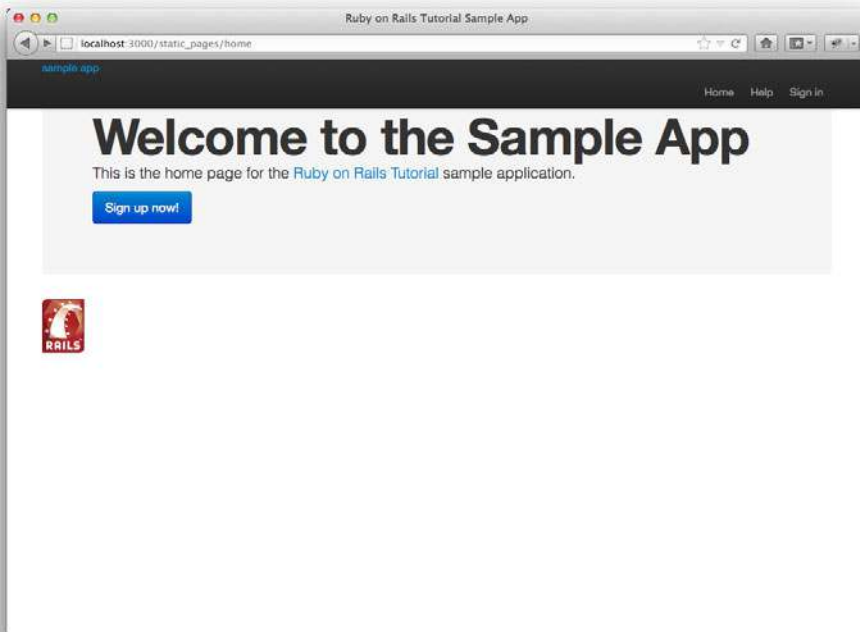 Ruby on Rails Tutorial Sample App
localhost:3000/static_pages/home
sample app
Home Help Sign in
Welcome to the Sample App
This is the home page for the Ruby on Rails Tutorial sample application.
Sign up now!
RAILS